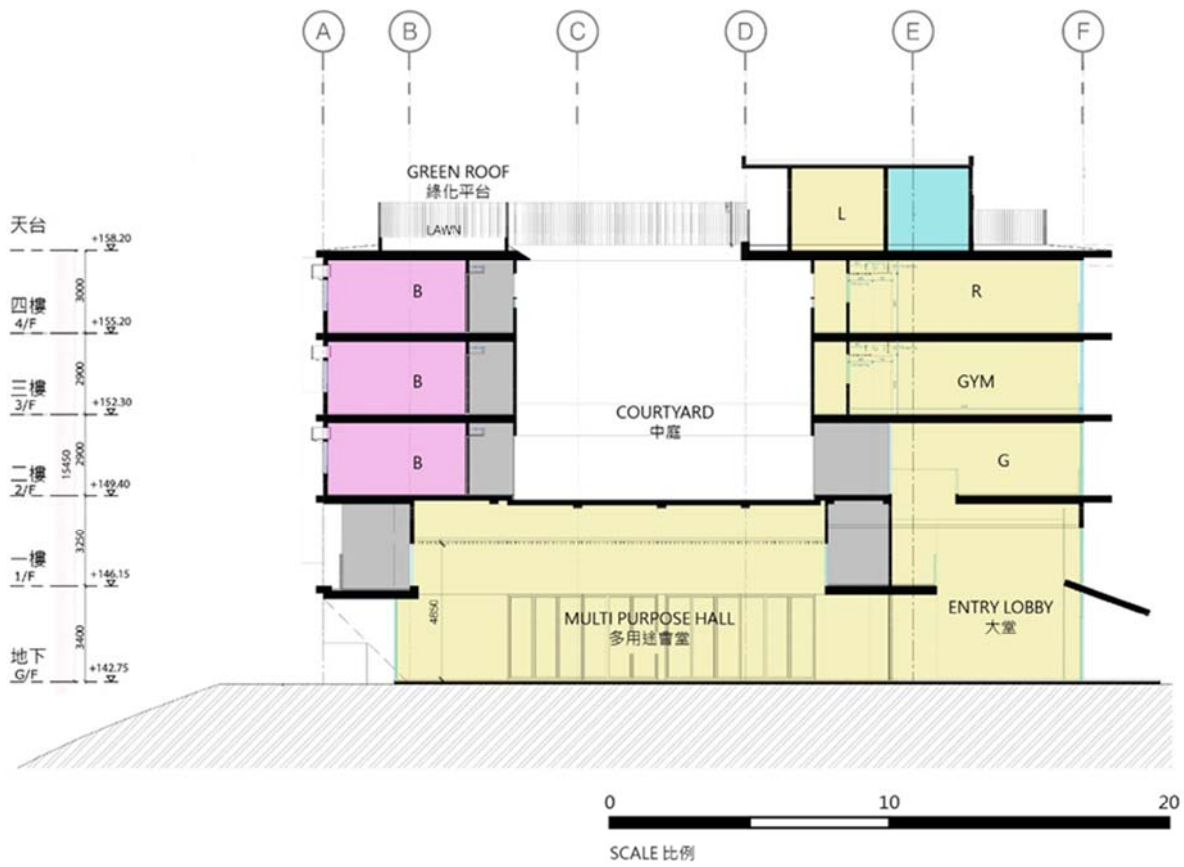 A B C D E F
GREEN ROOF
綠化平台
LAWN
L
天台
+158.20
3000
四樓
4/F
+155.20
B
R
2900
三樓
3/F
+152.30
B
GYM
COURTYARD
中庭
15450
2900
二樓
2/F
+149.40
B
G
3250
一樓
1/F
+146.15
4850
MULTI PURPOSE HALL
多用途會堂
ENTRY LOBBY
大堂
3400
地下
G/F
+142.75
0 10 20
SCALE 比例